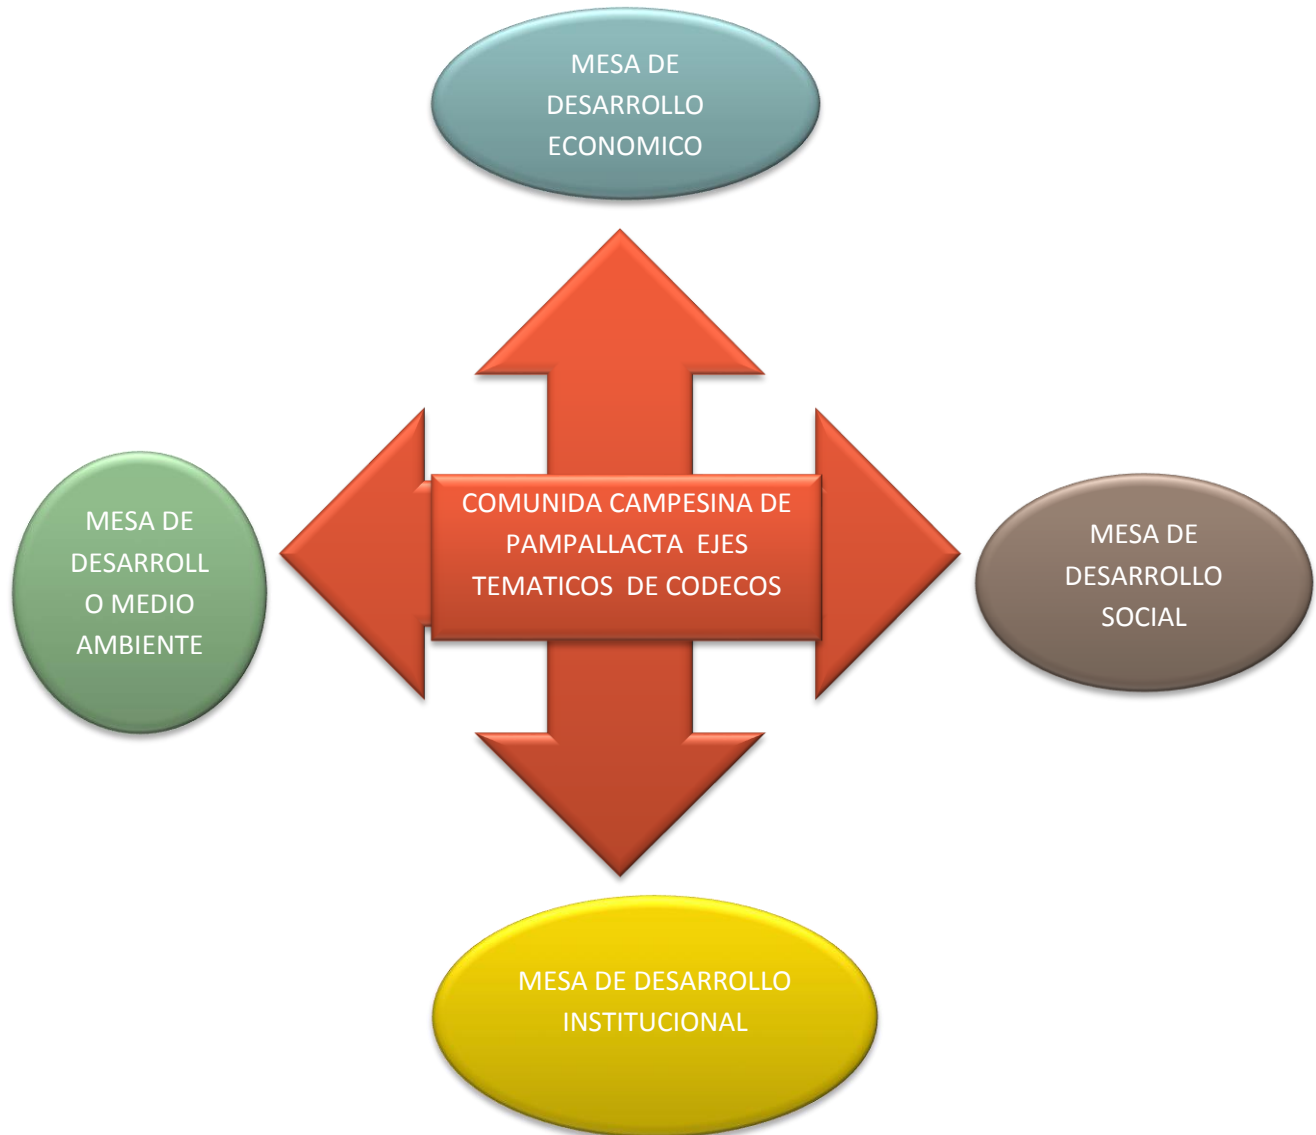 MESA DE
DESARROLLO
ECONOMICO
COMUNIDA CAMPESINA DE
PAMPALLACTA EJES
TEMATICOS DE CODECOS
MESA DE
DESARROLL
O MEDIO
AMBIENTE
MESA DE
DESARROLLO
SOCIAL
MESA DE DESARROLLO
INSTITUCIONAL